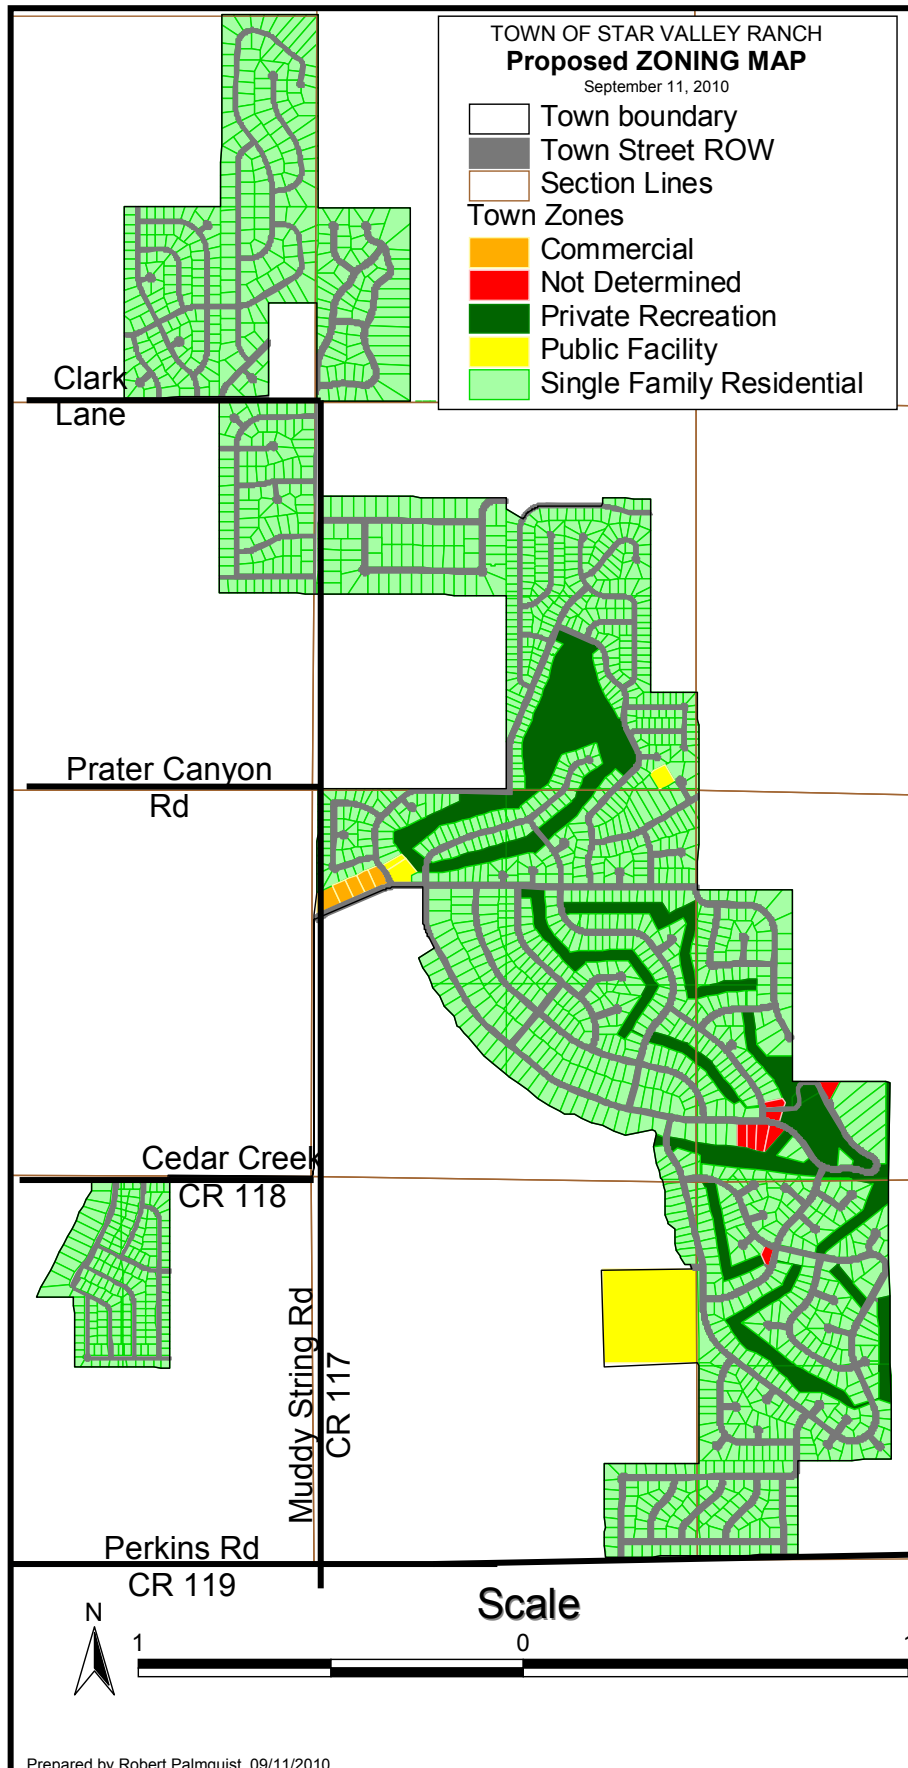 TOWN OF STAR VALLEY RANCH
Proposed ZONING MAP
September 11, 2010
Town boundary
Town Street ROW
Section Lines
Town Zones
Commercial
Not Determined
Private Recreation
Public Facility
Single Family Residential
Clark
Lane
Prater Canyon
Rd
Cedar Creek
CR 118
Muddy String Rd
CR 117
Perkins Rd
CR 119
Scale
N
1 0 1
Prepared by Robert Palmquist, 09/11/2010